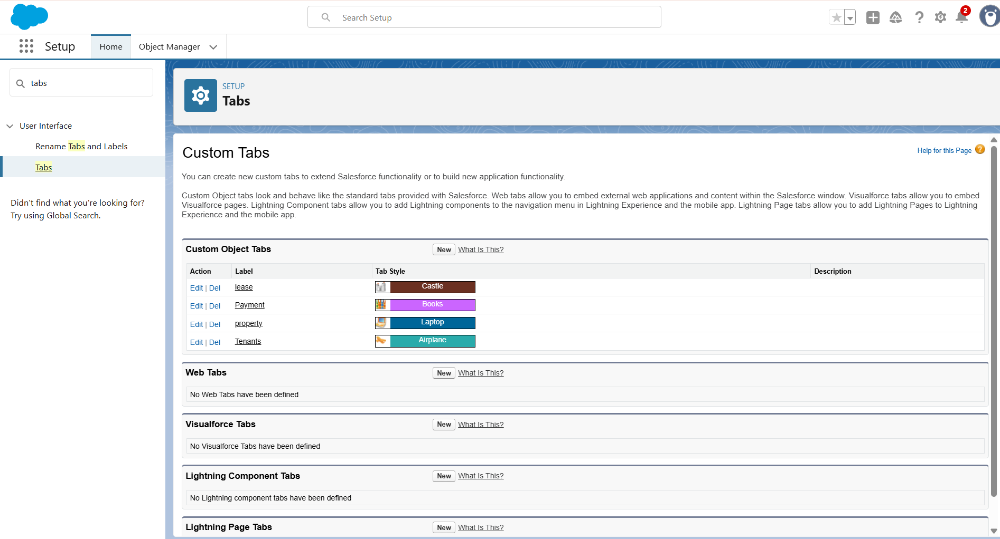 Search Setup
2
Setup
Home
Object Manager
tabs
User Interface
Rename Tabs and Labels
Tabs
Didn't find what you're looking for?
Try using Global Search.
SETUP
Tabs
Custom Tabs
Help for this Page ?
You can create new custom tabs to extend Salesforce functionality or to build new application functionality.
Custom Object tabs look and behave like the standard tabs provided with Salesforce. Web tabs allow you to embed external web applications and content within the Salesforce window. Visualforce tabs allow you to embed
Visualforce pages. Lightning Component tabs allow you to add Lightning components to the navigation menu in Lightning Experience and the mobile app. Lightning Page tabs allow you to add Lightning Pages to Lightning
Experience and the mobile app.
Custom Object Tabs New What Is This?
Action Label Tab Style Description
Edit | Del lease Castle
Edit | Del Payment Books
Edit | Del property Laptop
Edit | Del Tenants Airplane
Web Tabs New What Is This?
No Web Tabs have been defined
Visualforce Tabs New What Is This?
No Visualforce Tabs have been defined
Lightning Component Tabs New What Is This?
No Lightning component tabs have been defined
Lightning Page Tabs New What Is This?